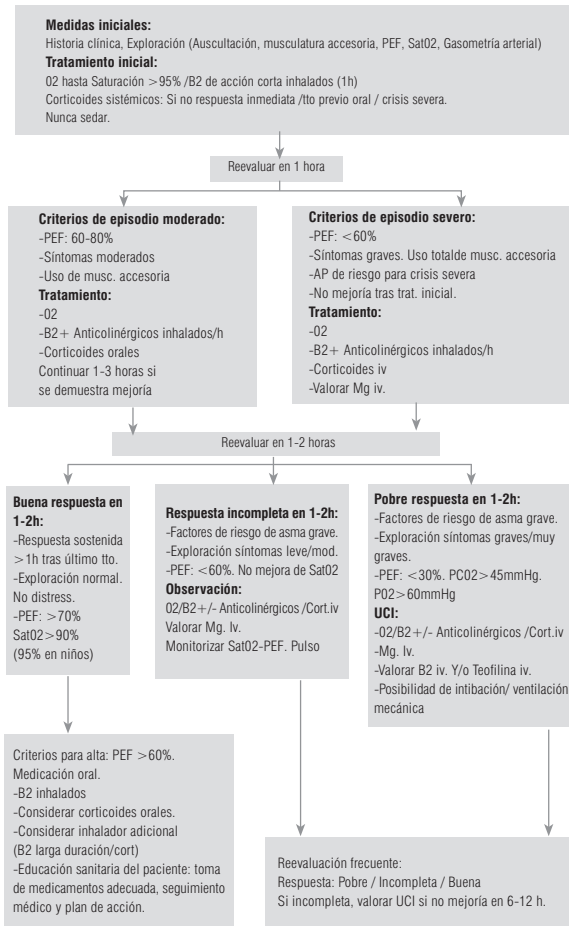 Medidas iniciales:
Historia clínica, Exploración (Auscultación, musculatura accesoria, PEF, Sat02, Gasometría arterial)
Tratamiento inicial:
02 hasta Saturación >95% /B2 de acción corta inhalados (1h)
Corticoides sistémicos: Si no respuesta inmediata /tto previo oral / crisis severa.
Nunca sedar.
Reevaluar en 1 hora
Criterios de episodio moderado:
-PEF: 60-80%
-Síntomas moderados
-Uso de musc. accesoria
Tratamiento:
-02
-B2+ Anticolinérgicos inhalados/h
-Corticoides orales
Continuar 1-3 horas si
se demuestra mejoría
Criterios de episodio severo:
-PEF: <60%
-Síntomas graves. Uso totalde musc. accesoria
-AP de riesgo para crisis severa
-No mejoría tras trat. inicial.
Tratamiento:
-02
-B2+ Anticolinérgicos inhalados/h
-Corticoides iv
-Valorar Mg iv.
Reevaluar en 1-2 horas
Buena respuesta en
1-2h:
-Respuesta sostenida
>1h tras último tto.
-Exploración normal.
No distress.
-PEF: >70%
Sat02>90%
(95% en niños)
Respuesta incompleta en 1-2h:
-Factores de riesgo de asma grave.
-Exploración síntomas leve/mod.
-PEF: <60%. No mejora de Sat02
Observación:
02/B2+/- Anticolinérgicos /Cort.iv
Valorar Mg. Iv.
Monitorizar Sat02-PEF. Pulso
Pobre respuesta en 1-2h:
-Factores de riesgo de asma grave.
-Exploración síntomas graves/muy
graves.
-PEF: <30%. PC02>45mmHg.
P02>60mmHg
UCI:
-02/B2+/- Anticolinérgicos /Cort.iv
-Mg. Iv.
-Valorar B2 iv. Y/o Teofilina iv.
-Posibilidad de intibación/ ventilación
mecánica
Criterios para alta: PEF >60%.
Medicación oral.
-B2 inhalados
-Considerar corticoides orales.
-Considerar inhalador adicional
(B2 larga duración/cort)
-Educación sanitaria del paciente: toma
de medicamentos adecuada, seguimiento
médico y plan de acción.
Reevaluación frecuente:
Respuesta: Pobre / Incompleta / Buena
Si incompleta, valorar UCI si no mejoría en 6-12 h.